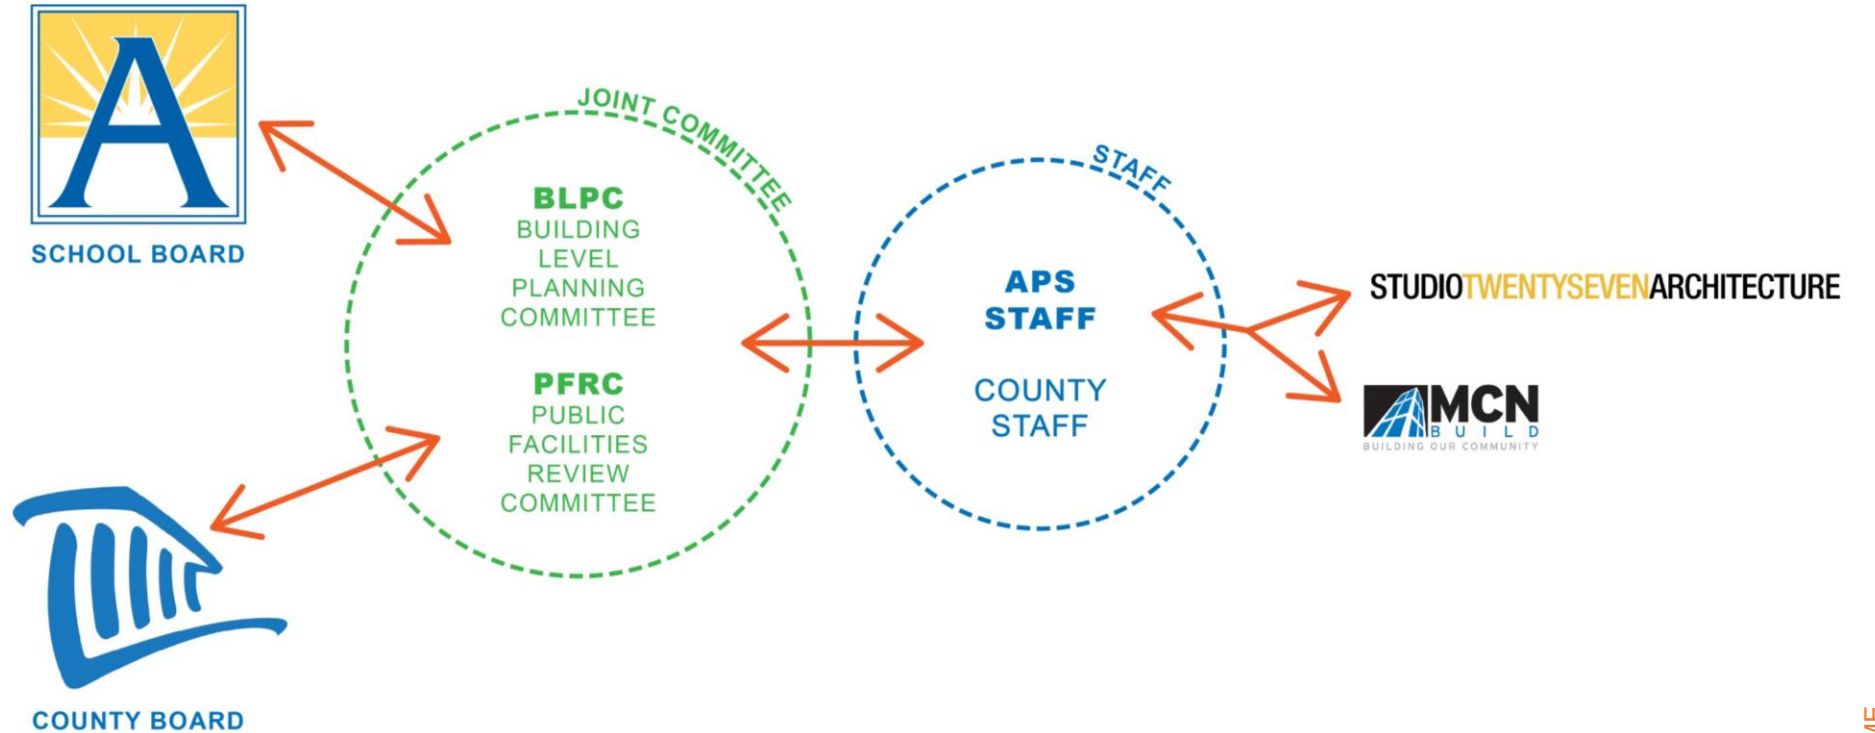 SCHOOL BOARD
COUNTY BOARD
JOINT COMMITTEE
BLPC
BUILDING
LEVEL
PLANNING
COMMITTEE
PFRC
PUBLIC
FACILITIES
REVIEW
COMMITTEE
STAFF
APS
STAFF
COUNTY
STAFF
STUDIOTWENTYSEVENARCHITECTURE
MCN
BUILD
BUILDING OUR COMMUNITY